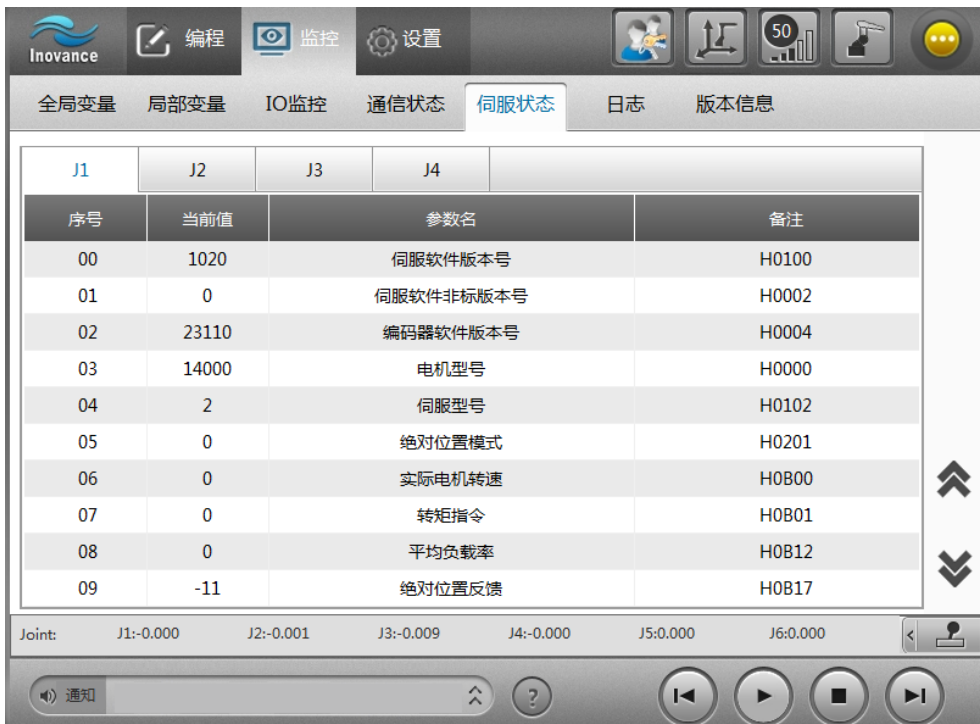 Inovance 编程 监控 设置 50
全局变量 局部变量 IO监控 通信状态 伺服状态 日志 版本信息
J1 J2 J3 J4
序号 当前值 参数名 备注
00 1020 伺服软件版本号 H0100
01 0 伺服软件非标版本号 H0002
02 23110 编码器软件版本号 H0004
03 14000 电机型号 H0000
04 2 伺服型号 H0102
05 0 绝对位置模式 H0201
06 0 实际电机转速 H0B00
07 0 转矩指令 H0B01
08 0 平均负载率 H0B12
09 -11 绝对位置反馈 H0B17
Joint: J1:-0.000 J2:-0.001 J3:-0.009 J4:-0.000 J5:0.000 J6:0.000
通知 ?